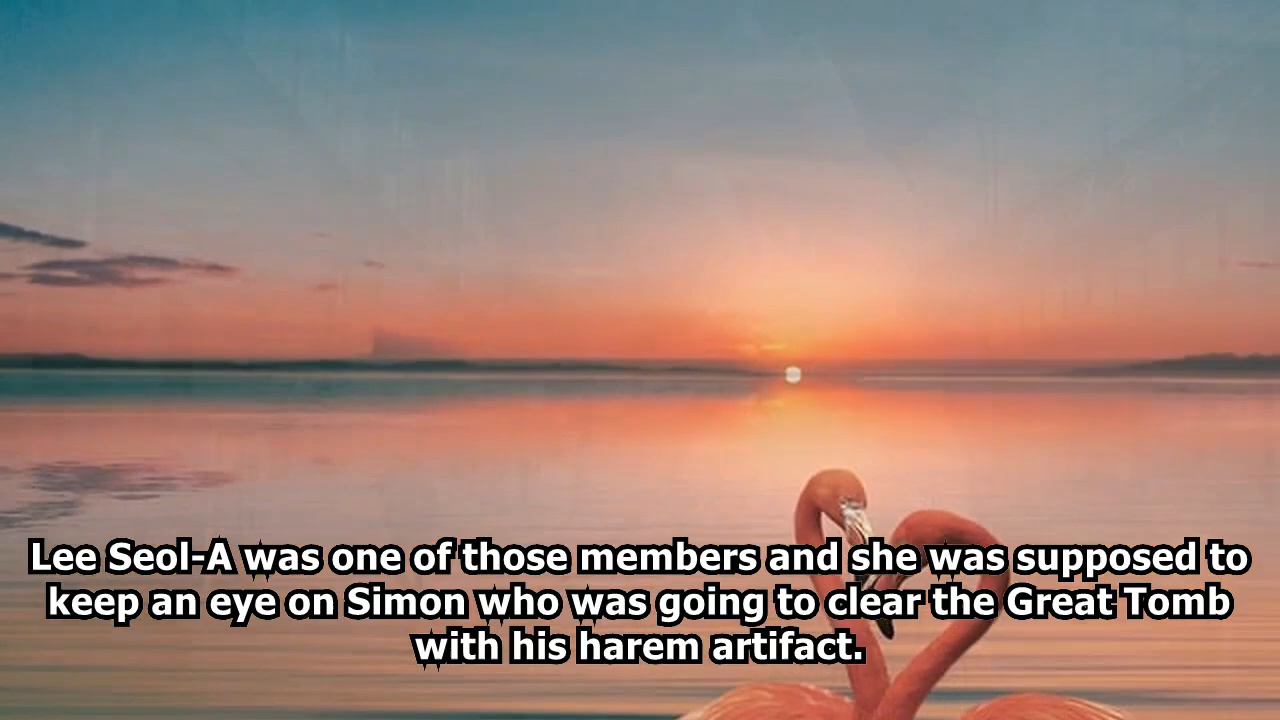 Lee Seol-A was one of those members and she was supposed to
keep an eye on Simon who was going to clear the Great Tomb
with his harem artifact.